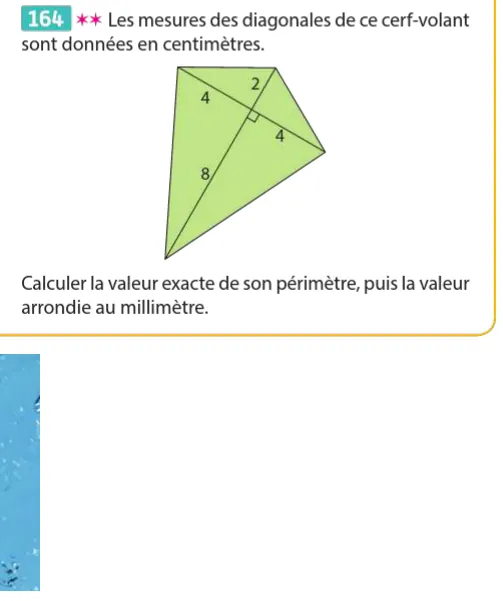 164 ✶✶ Les mesures des diagonales de ce cerf-volant
sont données en centimètres.
2
4
4
8
Calculer la valeur exacte de son périmètre, puis la valeur
arrondie au millimètre.